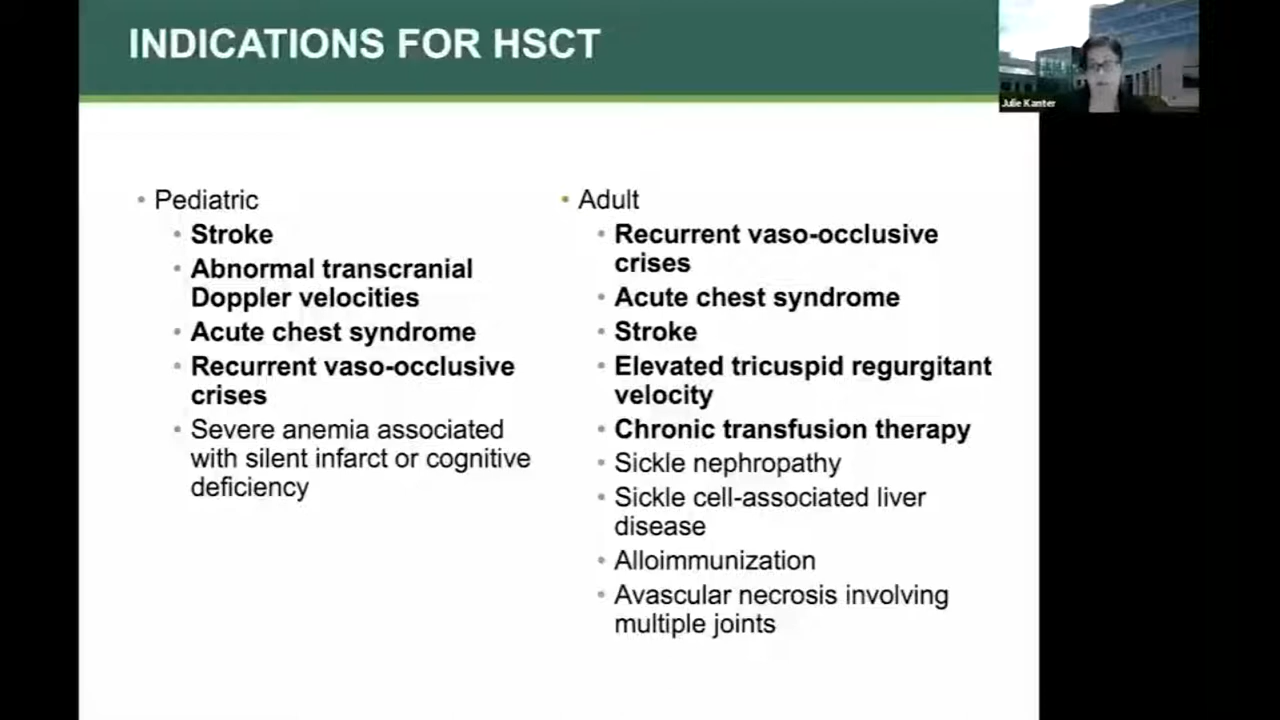 INDICATIONS FOR HSCT
Julie Kanter
• Pediatric
• Stroke
• Abnormal transcranial
Doppler velocities
• Acute chest syndrome
• Recurrent vaso-occlusive
crises
• Severe anemia associated
with silent infarct or cognitive
deficiency
• Adult
• Recurrent vaso-occlusive
crises
• Acute chest syndrome
• Stroke
• Elevated tricuspid regurgitant
velocity
• Chronic transfusion therapy
• Sickle nephropathy
• Sickle cell-associated liver
disease
• Alloimmunization
• Avascular necrosis involving
multiple joints